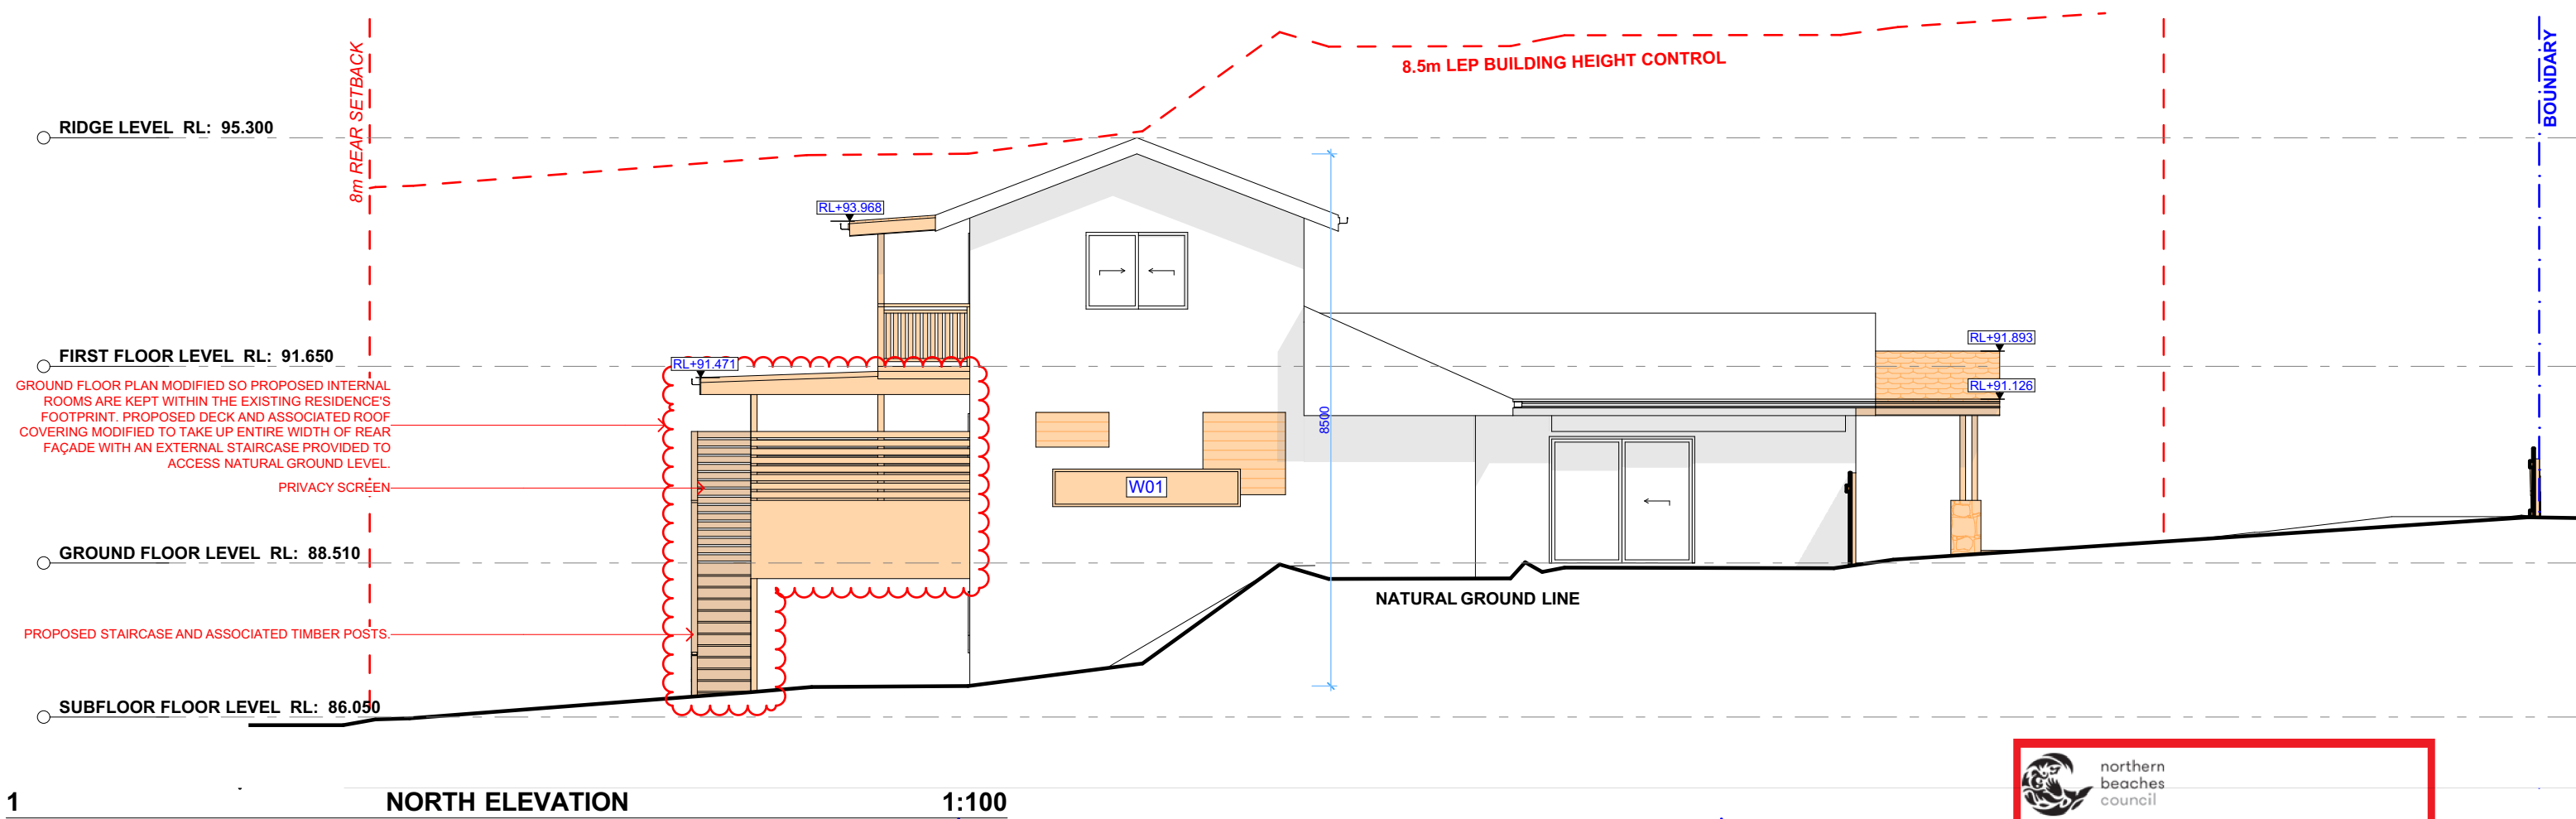 8m REAR SETBACK
8.5m LEP BUILDING HEIGHT CONTROL
BOUNDARY
RIDGE LEVEL RL: 95.300
RL+93.968
FIRST FLOOR LEVEL RL: 91.650
RL+91.471
RL+91.893
RL+91.126
8500
GROUND FLOOR PLAN MODIFIED SO PROPOSED INTERNAL
ROOMS ARE KEPT WITHIN THE EXISTING RESIDENCE'S
FOOTPRINT. PROPOSED DECK AND ASSOCIATED ROOF
COVERING MODIFIED TO TAKE UP ENTIRE WIDTH OF REAR
FAÇADE WITH AN EXTERNAL STAIRCASE PROVIDED TO
ACCESS NATURAL GROUND LEVEL.
PRIVACY SCREEN
W01
GROUND FLOOR LEVEL RL: 88.510
NATURAL GROUND LINE
PROPOSED STAIRCASE AND ASSOCIATED TIMBER POSTS.
SUBFLOOR FLOOR LEVEL RL: 86.050
1 NORTH ELEVATION 1:100
northern
beaches
council